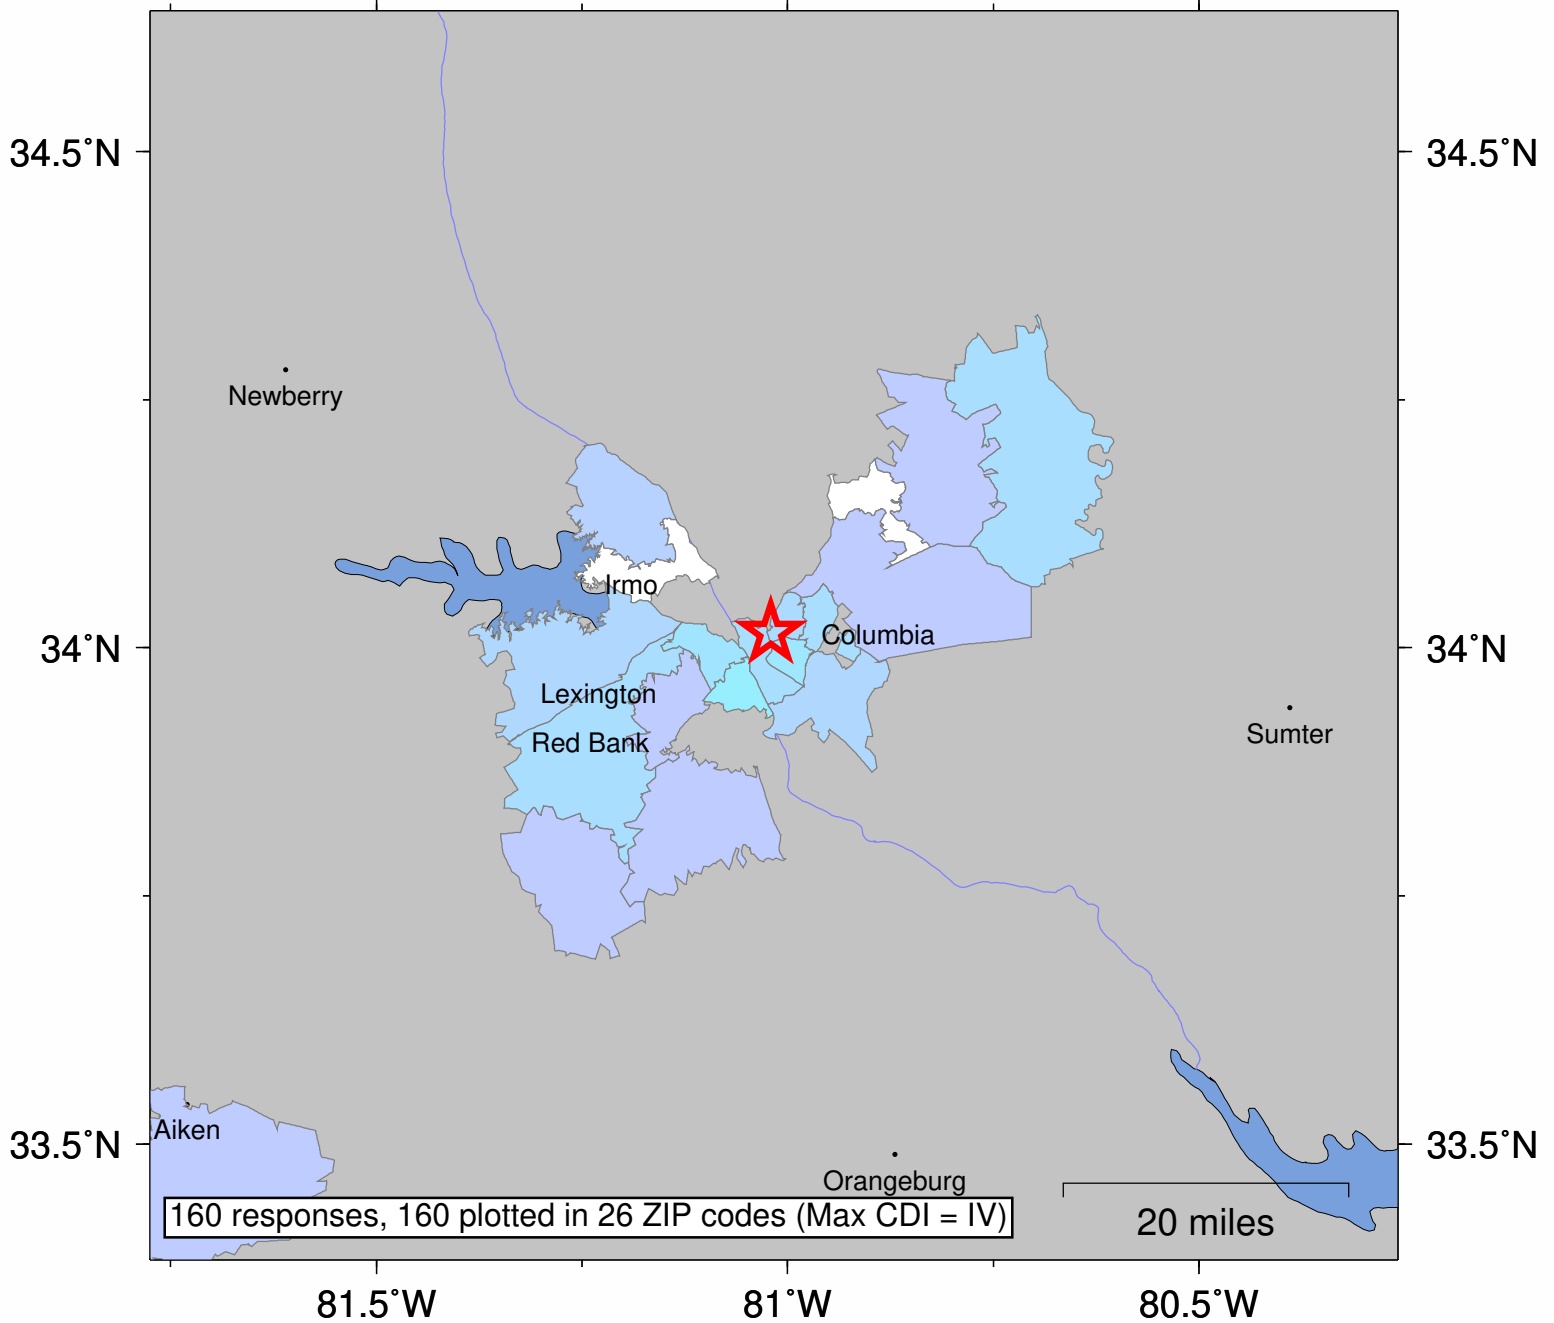 34.5˚N 34.5˚N
Newberry
Irmo
34˚N Columbia 34˚N
Lexington
Red Bank
Sumter
Aiken
33.5˚N 33.5˚N
Orangeburg
160 responses, 160 plotted in 26 ZIP codes (Max CDI = IV)
20 miles
81.5˚W 81˚W 80.5˚W